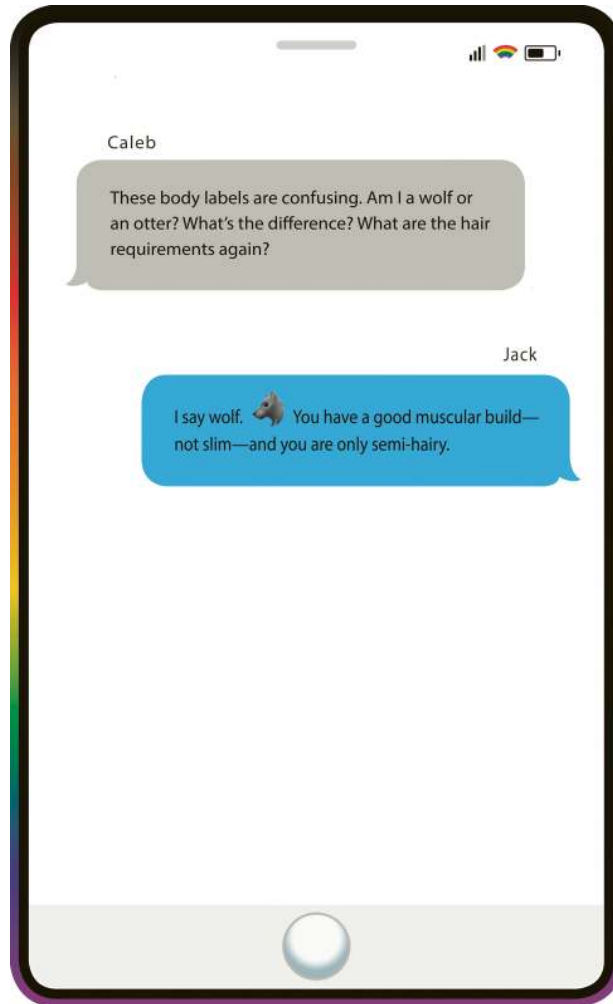 Caleb
These body labels are confusing. Am I a wolf or
an otter? What’s the difference? What are the hair
requirements again?
Jack
I say wolf. 🐺 You have a good muscular build—
not slim—and you are only semi-hairy.